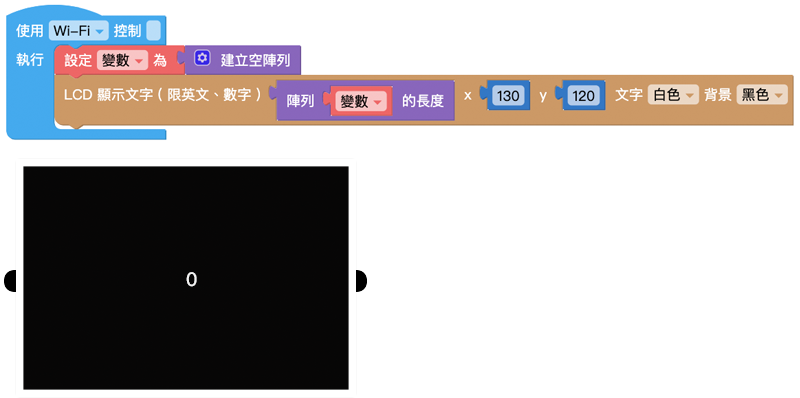 使用 Wi-Fi 控制
執行 設定 變數 為 建立空陣列
LCD 顯示文字（限英文、數字） 陣列 變數 的長度 x 130 y 120 文字 白色 背景 黑色
0